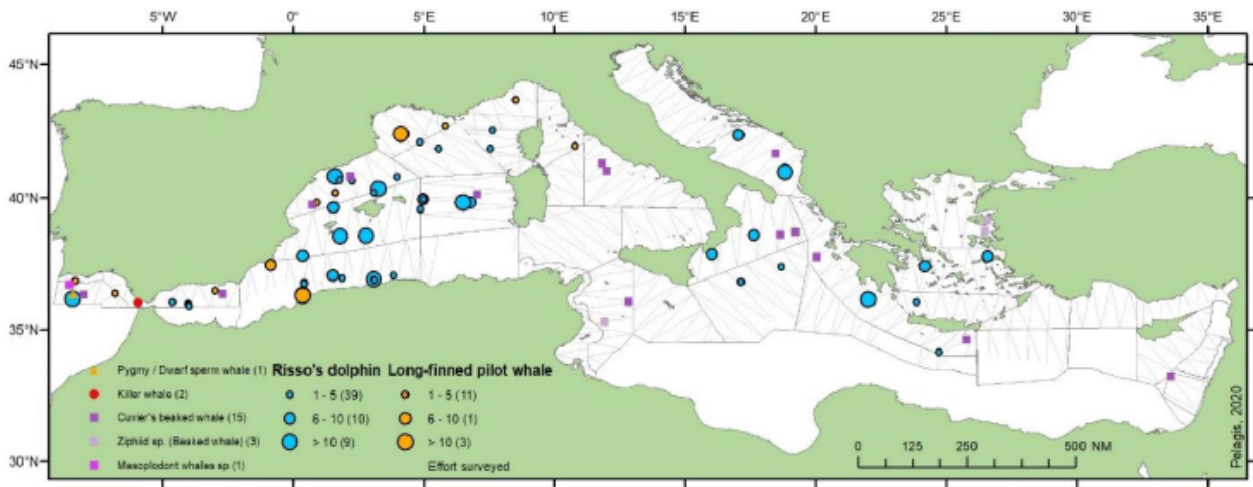 5°W 0° 5°E 10°E 15°E 20°E 25°E 30°E 35°E
45°N
40°N
35°N
30°N
Pygmy / Dwarf sperm whale (1)
Killer whale (2)
Cuvier's beaked whale (15)
Ziphiid sp. (Beaked whale) (3)
Mesoplodont whales sp (1)
Risso's dolphin
1 - 5 (39)
6 - 10 (10)
> 10 (9)
Long-finned pilot whale
1 - 5 (11)
6 - 10 (1)
> 10 (3)
Effort surveyed
0 125 250 500 NM
Pelagis, 2020